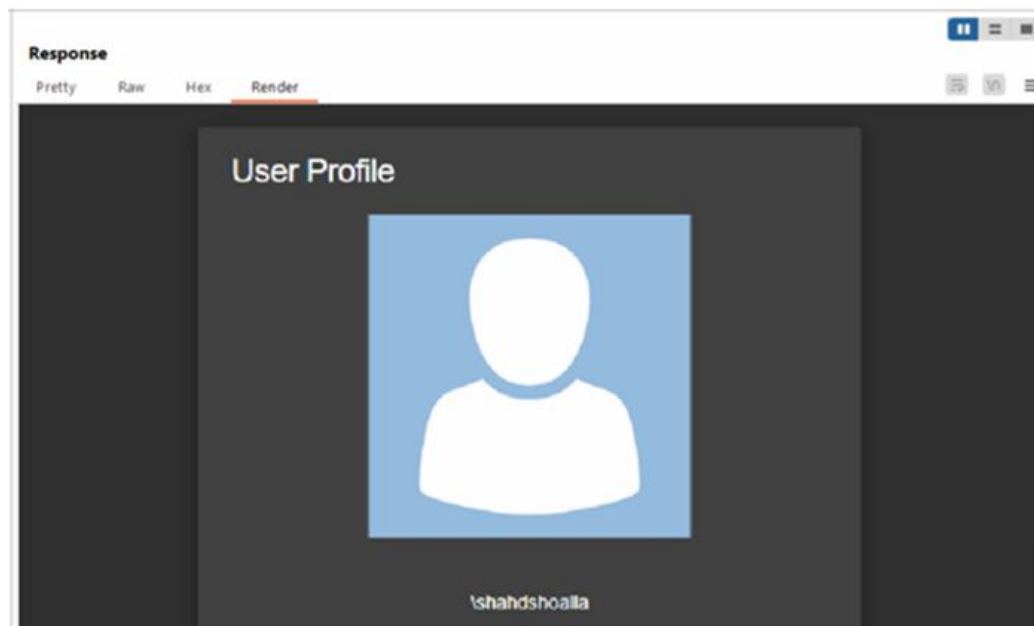 Response
Pretty Raw Hex Render
\n
User Profile
\shahdshoalla